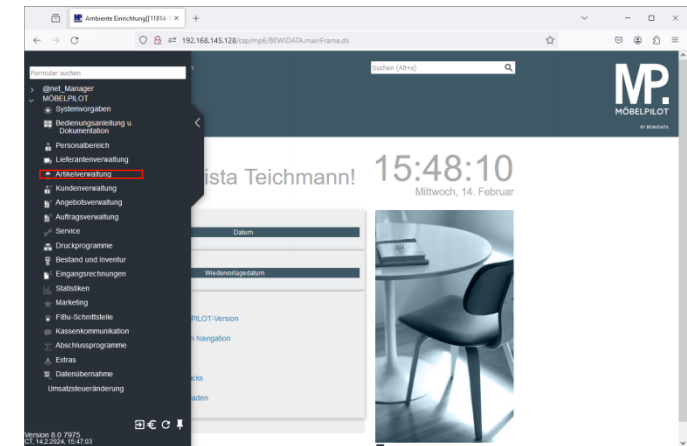 Ambiente Einrichtung[[11814-1
192.168.145.128/csp/mp6/BEWIDATA.mainFrame.ds
Formular suchen
Suchen (Alt+s)
@net_Manager
MÖBELPILOT
Systemvorgaben
Bedienungsanleitung u.
Dokumentation
Personalbereich
Lieferantenverwaltung
Artikelverwaltung
Kundenverwaltung
Angebotsverwaltung
Auftragsverwaltung
Service
Druckprogramme
Bestand und Inventur
Eingangsrechnungen
Statistiken
Marketing
FiBu-Schnittstelle
Kassenkommunikation
Abschlussprogramme
Extras
Datenübernahme
Umsatzsteueränderung
Version 8.0 7975
CT, 14.2.2024, 15:47:03
MP.
MÖBELPILOT
BY BEWIDATA
ista Teichmann!
15:48:10
Mittwoch, 14. Februar
Datum
Wiedervorlagedatum
PILOT-Version
n Navigation
cks
laden